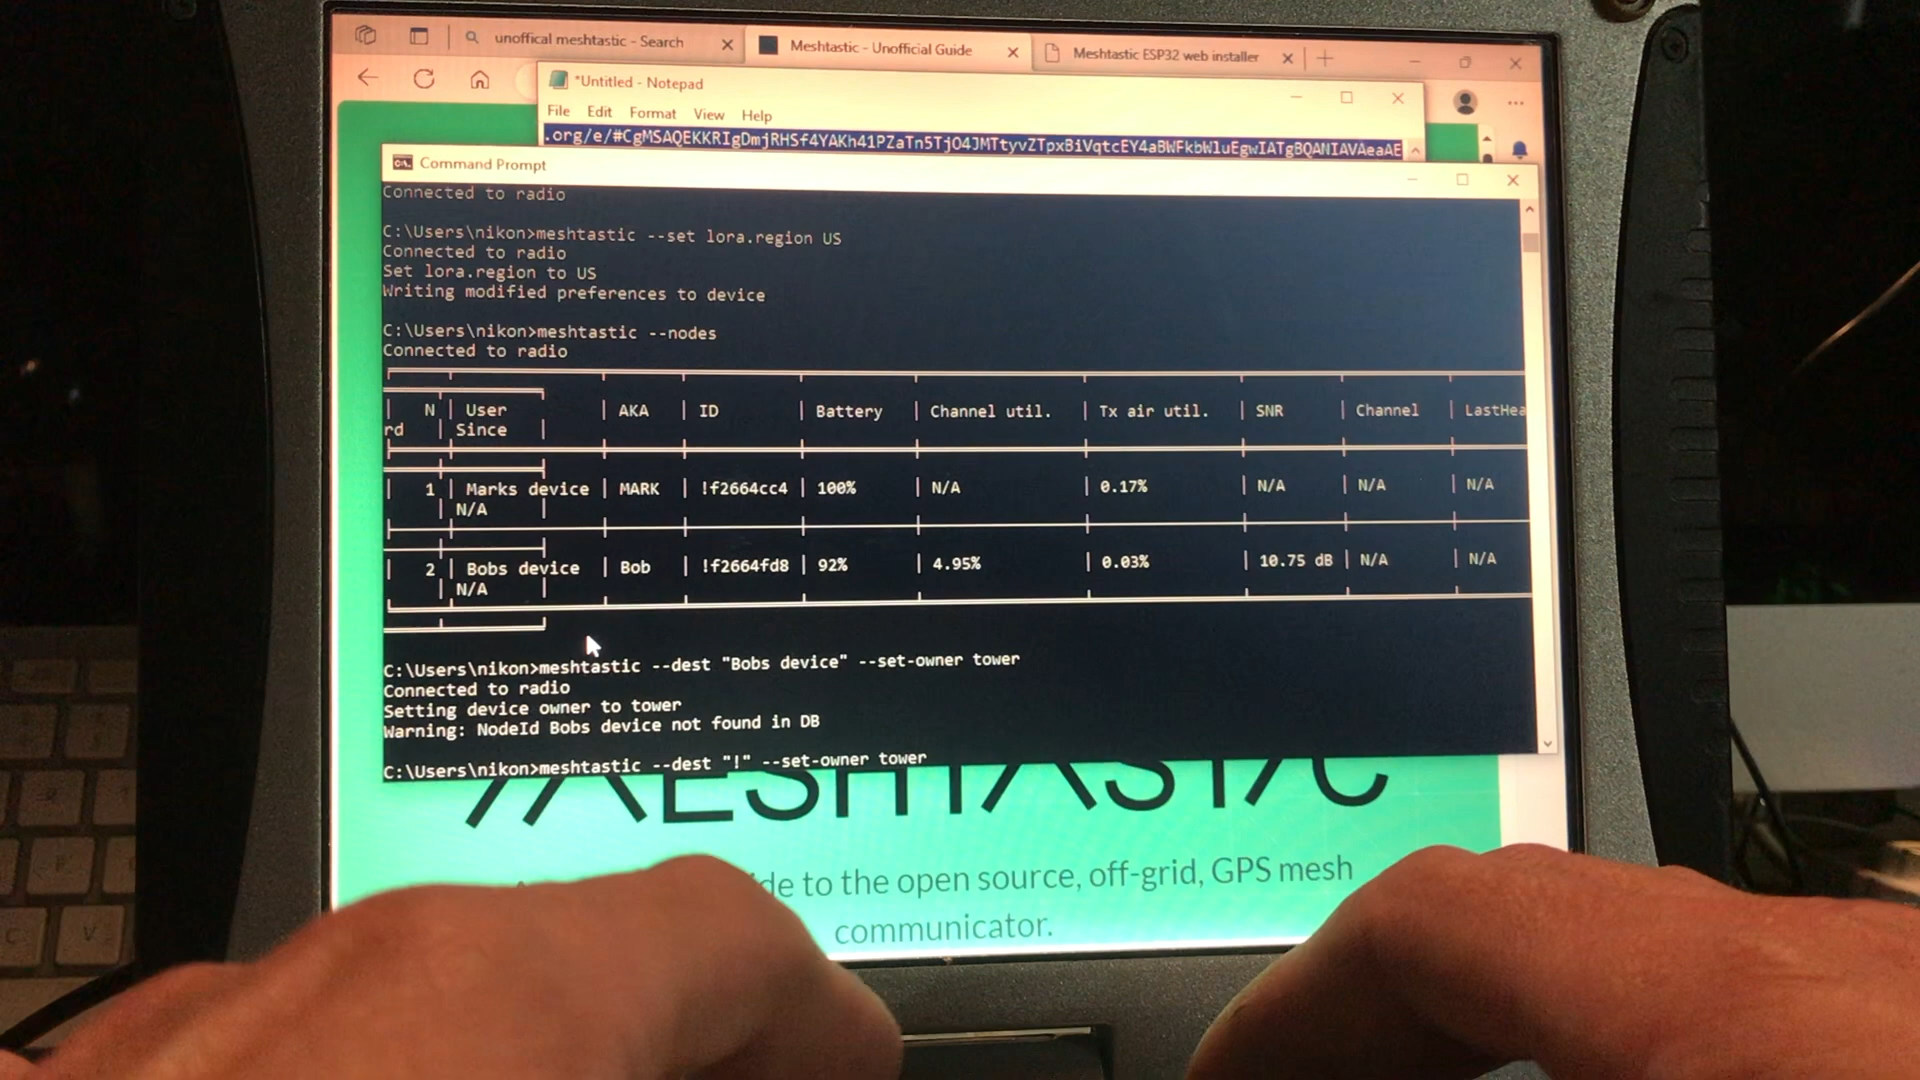 unoffical meshtastic - Search
Meshtastic - Unofficial Guide
Meshtastic ESP32 web installer
*Untitled - Notepad
File Edit Format View Help
.org/e/#CgMSAQEKKRIgDmjRHSf4YAKh41PZaTn5TjO4JMTtyvZTpxBiVqtcEY4aBWFkbWluEgwIATgBQANIAVAeaAE
Command Prompt
Connected to radio
C:\Users\nikon>meshtastic --set lora.region US
Connected to radio
Set lora.region to US
Writing modified preferences to device
C:\Users\nikon>meshtastic --nodes
Connected to radio
N | User | AKA | ID | Battery | Channel util. | Tx air util. | SNR | Channel | LastHea
rd | Since |
1 | Marks device | MARK | !f2664cc4 | 100% | N/A | 0.17% | N/A | N/A | N/A
| N/A |
2 | Bobs device | Bob | !f2664fd8 | 92% | 4.95% | 0.03% | 10.75 dB | N/A | N/A
| N/A |
C:\Users\nikon>meshtastic --dest "Bobs device" --set-owner tower
Connected to radio
Setting device owner to tower
Warning: NodeId Bobs device not found in DB
C:\Users\nikon>meshtastic --dest "!" --set-owner tower
MESHTASTIC
to the open source, off-grid, GPS mesh
communicator.
C V